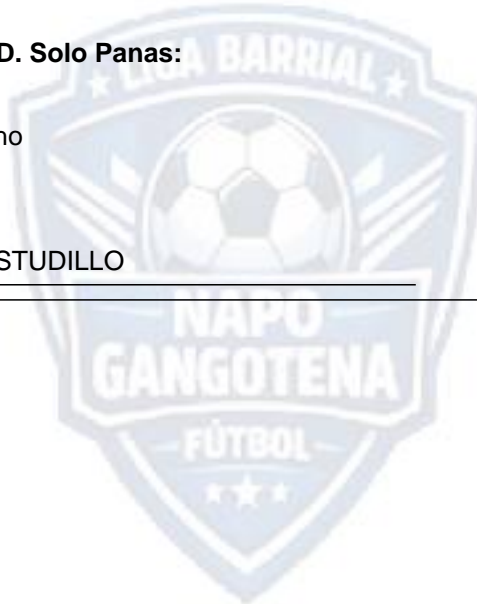 D. Solo Panas:
LIGA BARRIAL
no
STUDILLO
NAPO
GANGOTENA
FÚTBOL